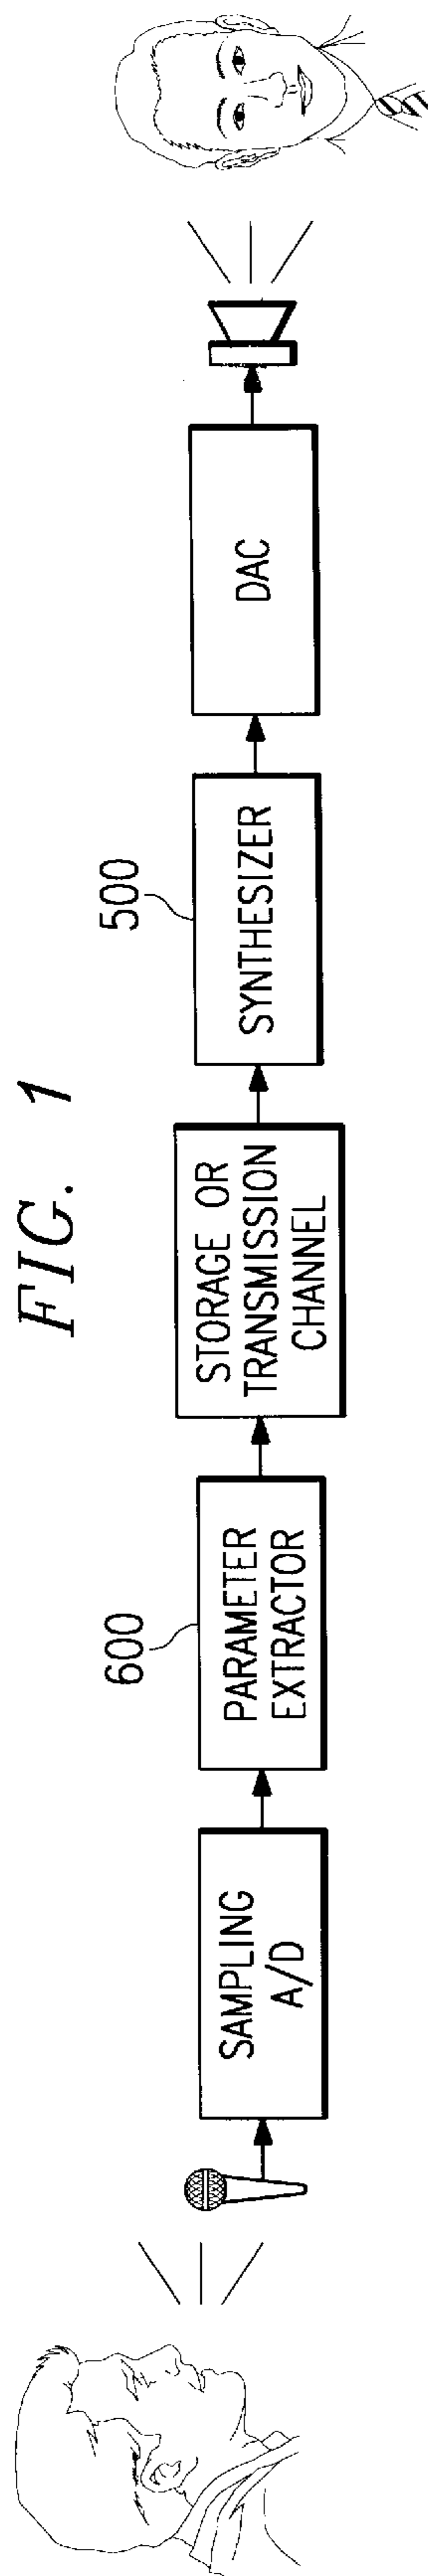 FIG. 1
SAMPLING
A/D
600
PARAMETER
EXTRACTOR
STORAGE OR
TRANSMISSION
CHANNEL
500
SYNTHESIZER
DAC